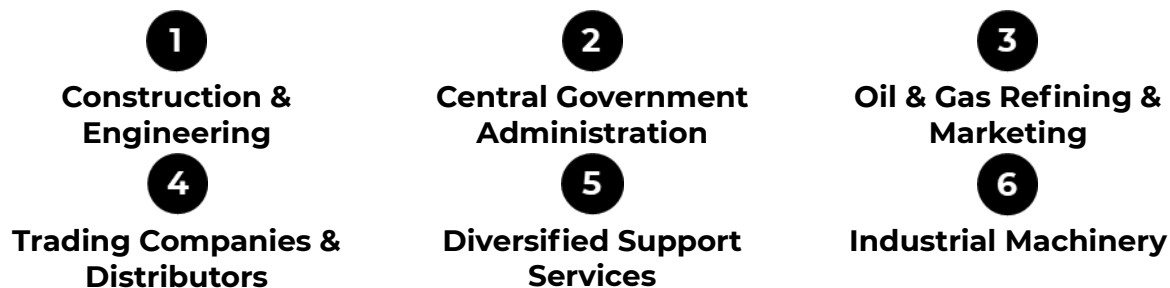 1
Construction &
Engineering
2
Central Government
Administration
3
Oil & Gas Refining &
Marketing
4
Trading Companies &
Distributors
5
Diversified Support
Services
6
Industrial Machinery